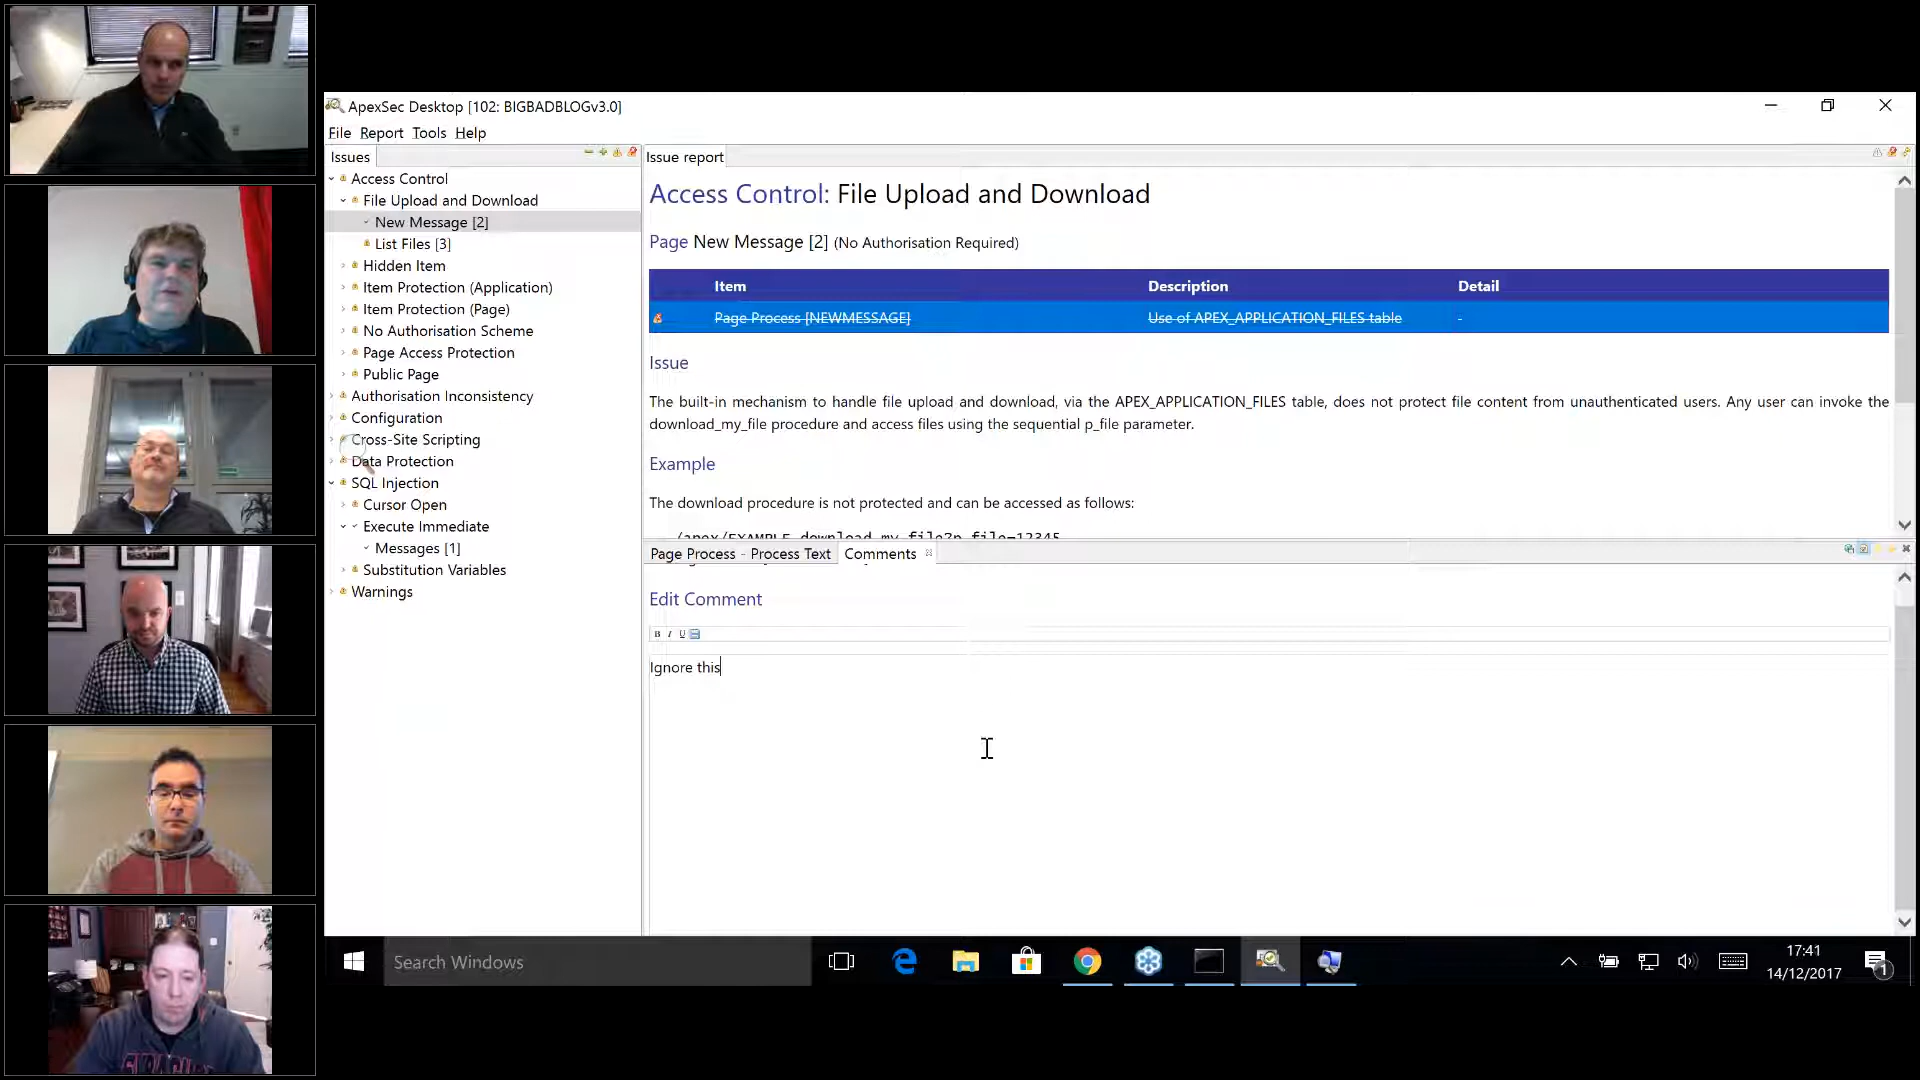 ApexSec Desktop [102: BIGBADBLOGv3.0]
File Report Tools Help
Issues
Access Control
File Upload and Download
New Message [2]
List Files [3]
Hidden Item
Item Protection (Application)
Item Protection (Page)
No Authorisation Scheme
Page Access Protection
Public Page
Authorisation Inconsistency
Configuration
Cross-Site Scripting
Data Protection
SQL Injection
Cursor Open
Execute Immediate
Messages [1]
Substitution Variables
Warnings
Issue report
Access Control: File Upload and Download
Page New Message [2] (No Authorisation Required)
Item Description Detail
Page Process [NEWMESSAGE] Use of APEX_APPLICATION_FILES table -
Issue
The built-in mechanism to handle file upload and download, via the APEX_APPLICATION_FILES table, does not protect file content from unauthenticated users. Any user can invoke the
download_my_file procedure and access files using the sequential p_file parameter.
Example
The download procedure is not protected and can be accessed as follows:
/apex/EXAMPLE.download_my_file?p_file=12345
Page Process - Process Text Comments
Edit Comment
B I U
Ignore this
Search Windows
17:41
14/12/2017
1